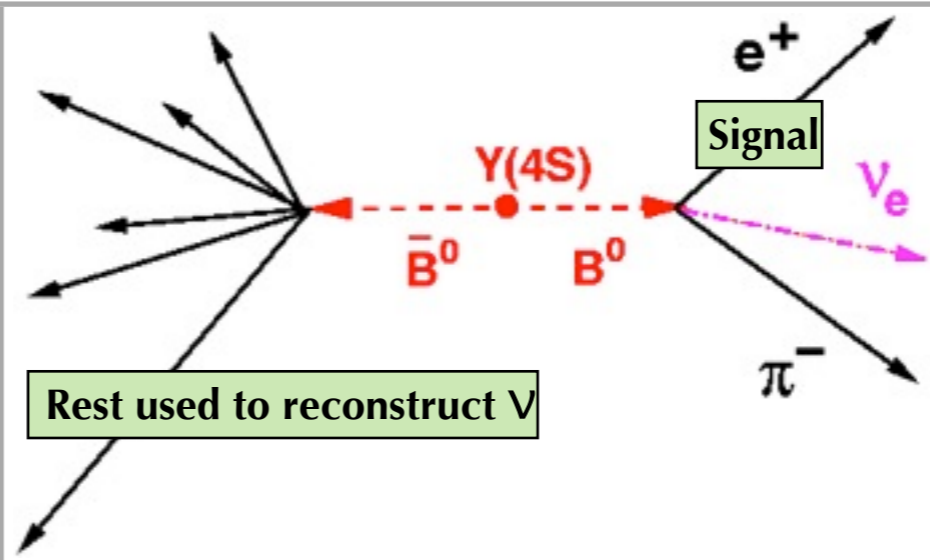 e⁺
Signal
Υ(4S)
νₑ
B̄⁰
B⁰
π⁻
Rest used to reconstruct ν